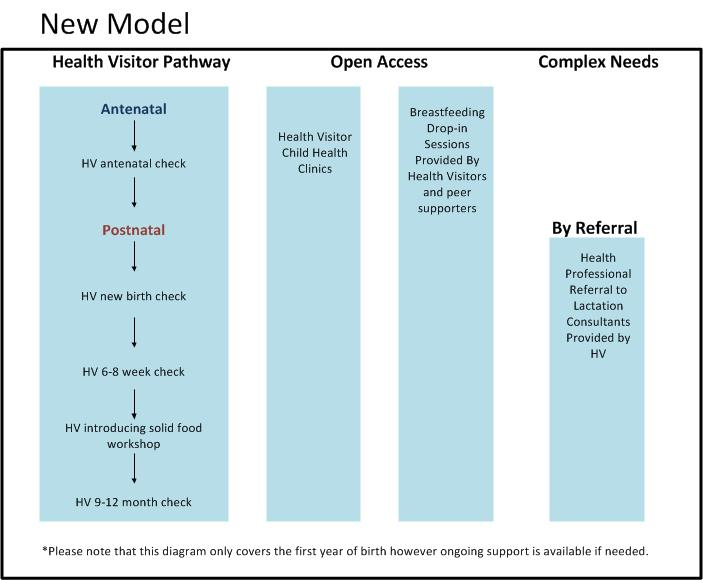 New Model
Health Visitor Pathway
Open Access
Complex Needs
Antenatal
HV antenatal check
Postnatal
HV new birth check
HV 6-8 week check
HV introducing solid food
workshop
HV 9-12 month check
Health Visitor
Child Health
Clinics
Breastfeeding
Drop-in
Sessions
Provided By
Health Visitors
and peer
supporters
By Referral
Health
Professional
Referral to
Lactation
Consultants
Provided by
HV
*Please note that this diagram only covers the first year of birth however ongoing support is available if needed.